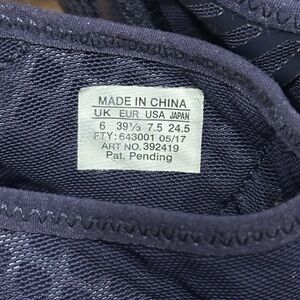 MADE IN CHINA
UK EUR USA JAPAN
6 39⅓ 7.5 24.5
FTY: 643001 05/17
ART NO. 392419
Pat. Pending